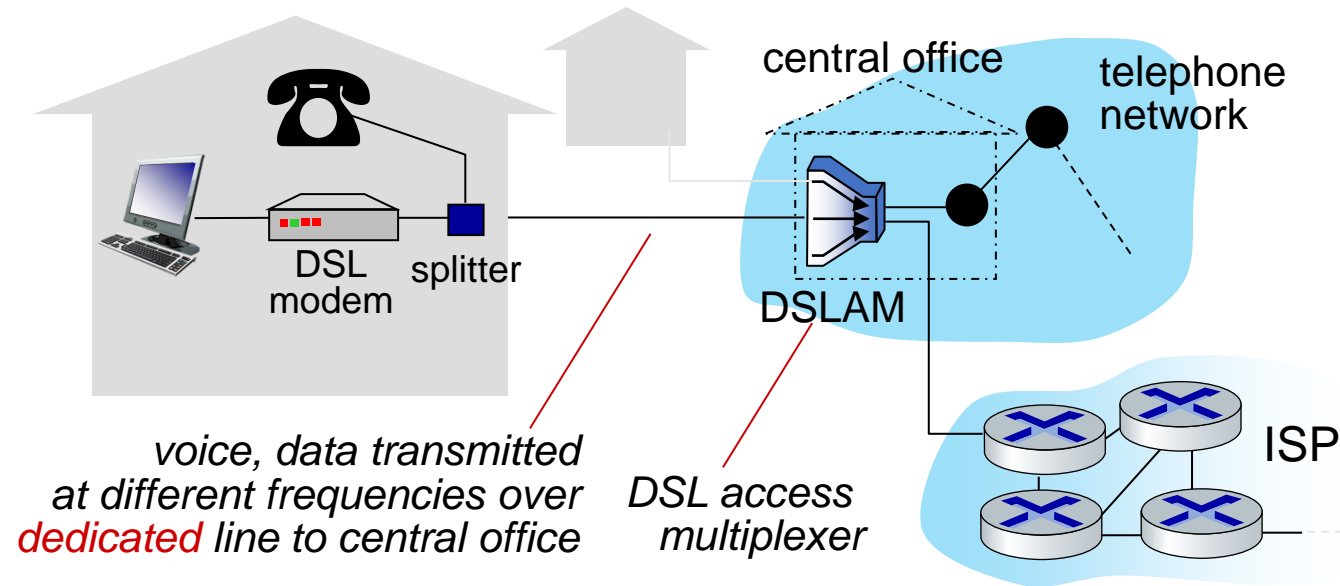 central office
telephone
network
DSL
modem
splitter
DSLAM
ISP
voice, data transmitted
at different frequencies over
dedicated line to central office
DSL access
multiplexer